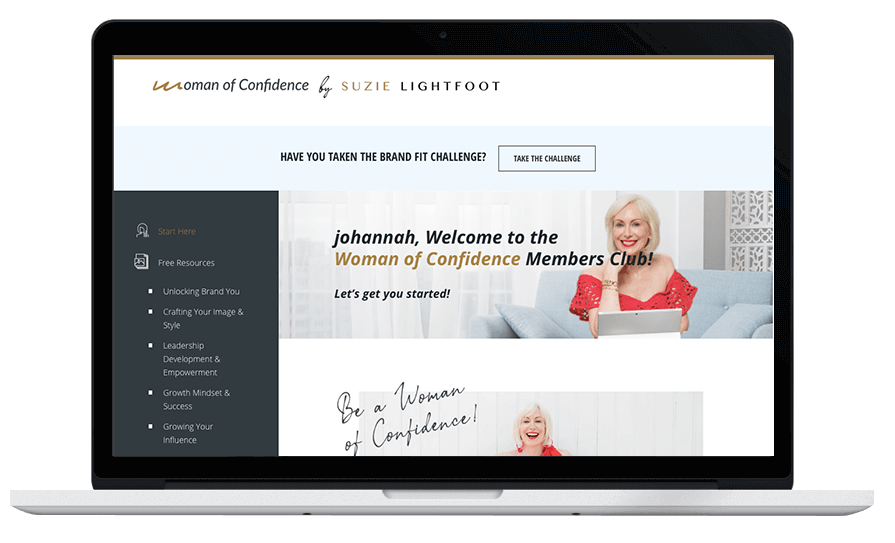 Woman of Confidence by SUZIE LIGHTFOOT
HAVE YOU TAKEN THE BRAND FIT CHALLENGE?
TAKE THE CHALLENGE
Start Here
Free Resources
Unlocking Brand You
Crafting Your Image &
Style
Leadership
Development &
Empowerment
Growth Mindset &
Success
Growing Your
Influence
johannah, Welcome to the
Woman of Confidence Members Club!
Let's get you started!
Be a Woman
of Confidence!